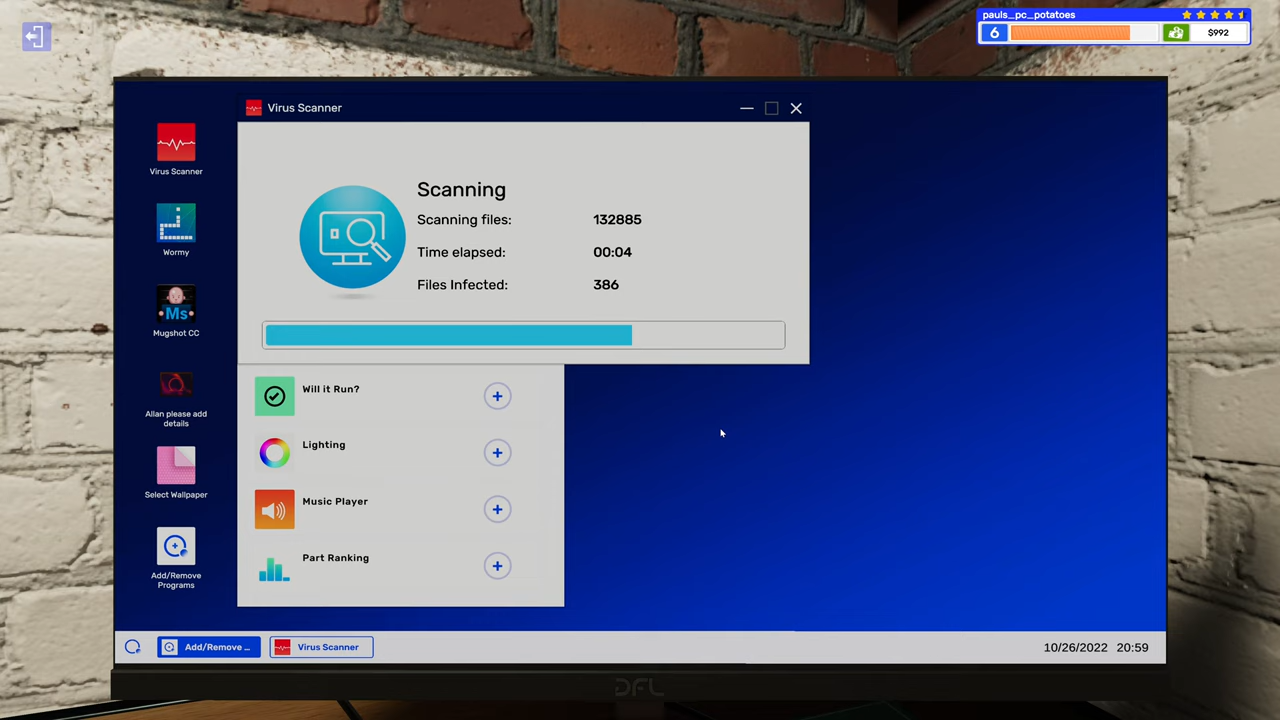 pauls_pc_potatoes
6
$992
Virus Scanner
Virus Scanner
Wormy
Ms
Mugshot CC
Allan please add
details
Select Wallpaper
Add/Remove
Programs
Scanning
Scanning files: 132885
Time elapsed: 00:04
Files Infected: 386
Will it Run?
Lighting
Music Player
Part Ranking
Add/Remove ...
Virus Scanner
10/26/2022 20:59
DFL